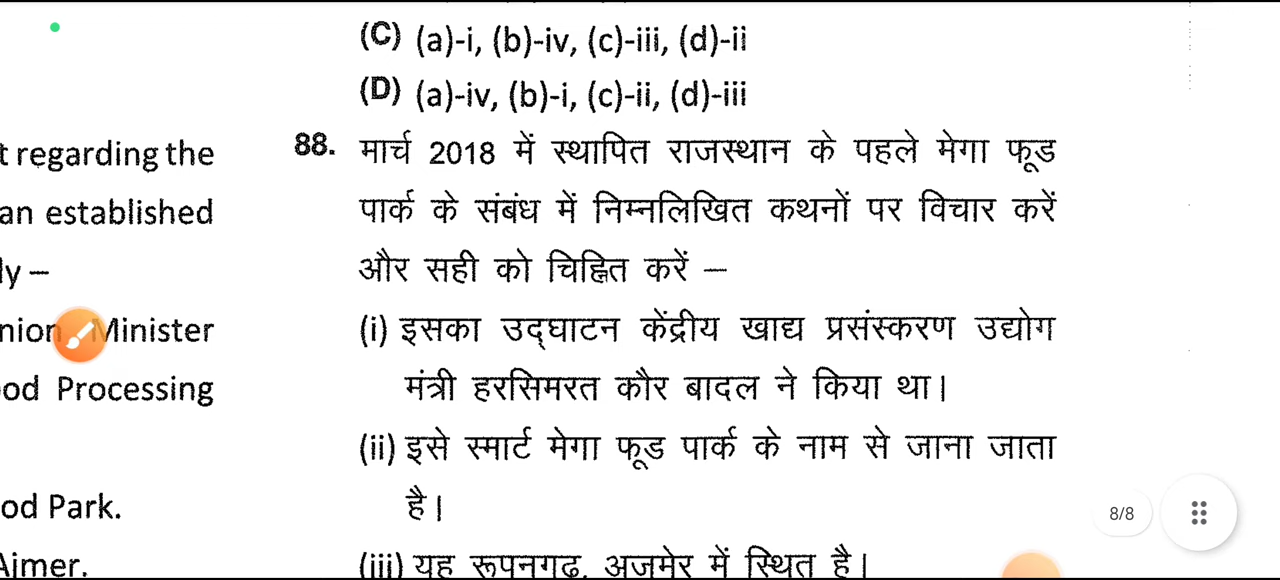 (C) (a)-i, (b)-iv, (c)-iii, (d)-ii
(D) (a)-iv, (b)-i, (c)-ii, (d)-iii
t regarding the
an established
ly –
nion Minister
ood Processing
od Park.
Ajmer.
88. मार्च 2018 में स्थापित राजस्थान के पहले मेगा फूड
पार्क के संबंध में निम्नलिखित कथनों पर विचार करें
और सही को चिह्नित करें –
(i) इसका उद्घाटन केंद्रीय खाद्य प्रसंस्करण उद्योग
मंत्री हरसिमरत कौर बादल ने किया था।
(ii) इसे स्मार्ट मेगा फूड पार्क के नाम से जाना जाता
है।
(iii) यह रूपनगढ़, अजमेर में स्थित है।
8/8